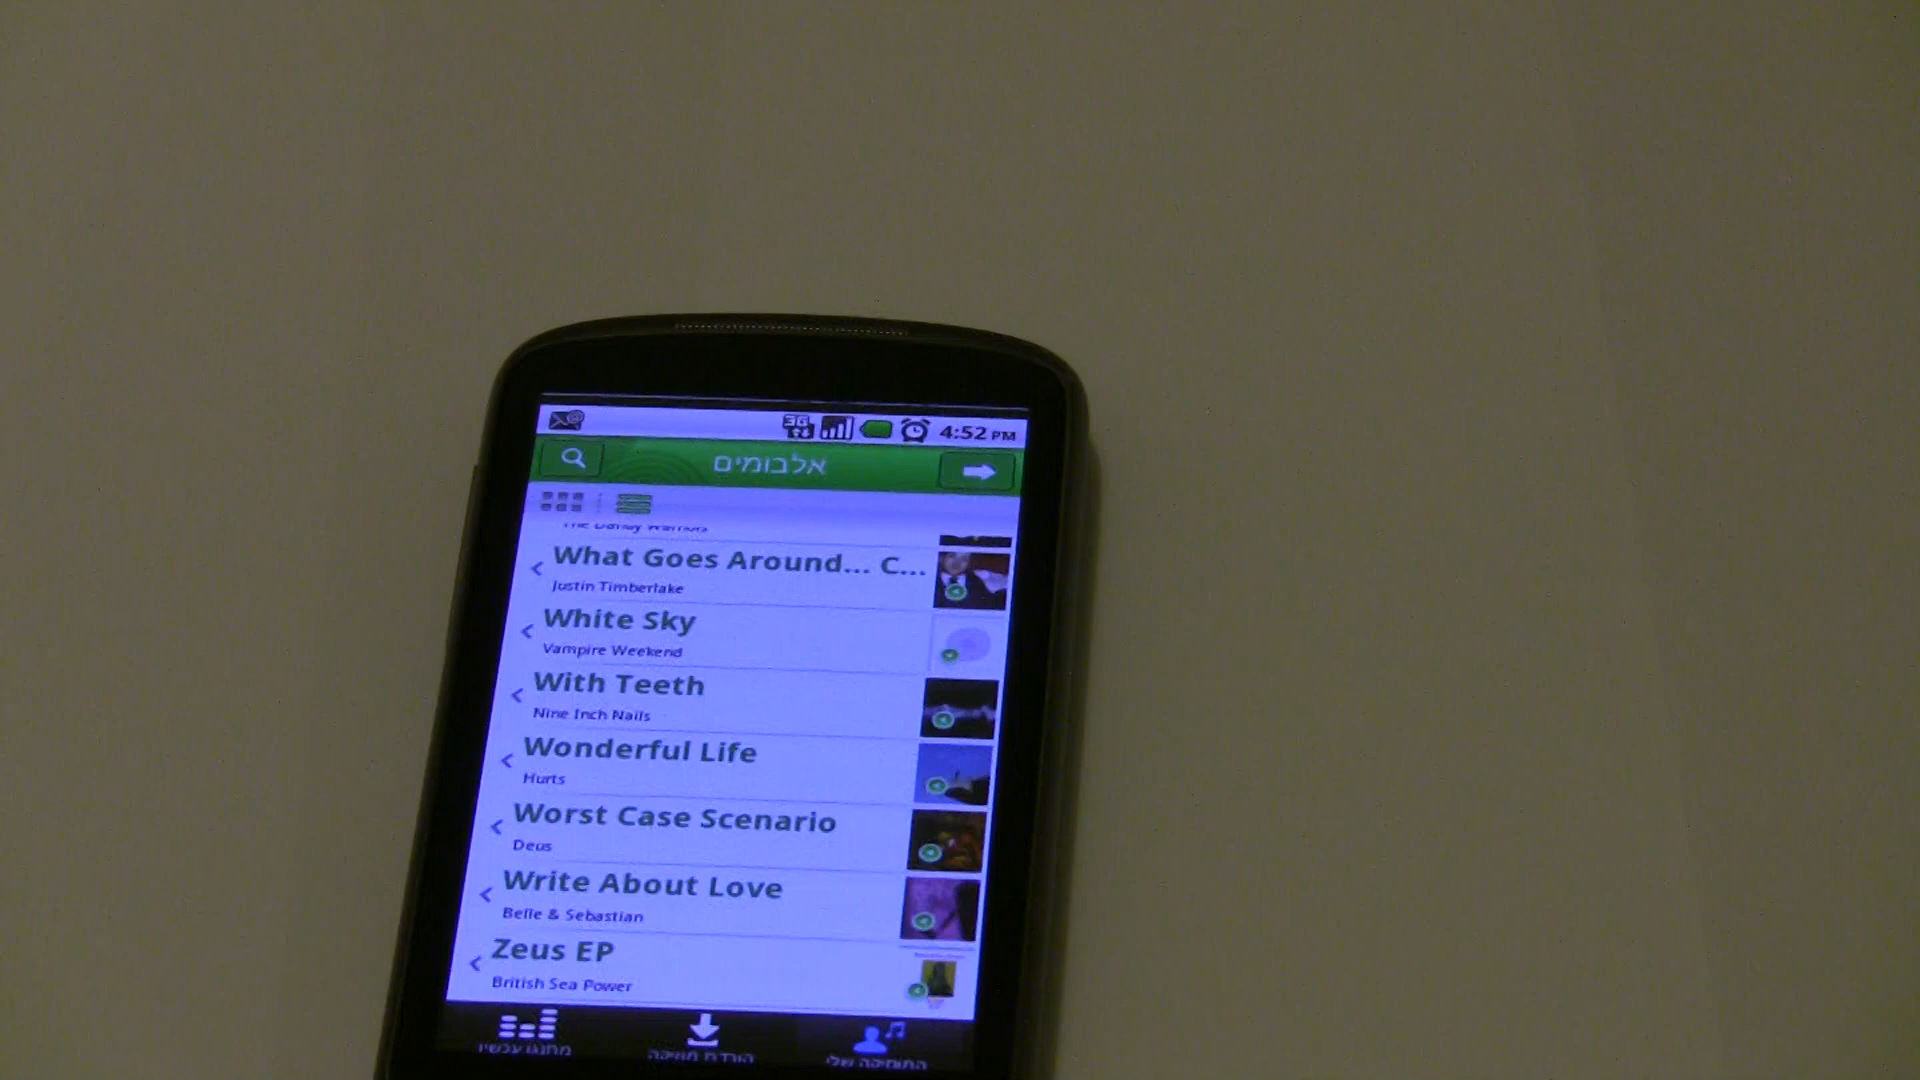 3G 4:52 PM
אלבומים
The Dandy Warhols
What Goes Around... C...
Justin Timberlake
White Sky
Vampire Weekend
With Teeth
Nine Inch Nails
Wonderful Life
Hurts
Worst Case Scenario
Deus
Write About Love
Belle & Sebastian
Zeus EP
British Sea Power
מתנגן עכשיו הורדת מוזיקה המוסיקה שלי